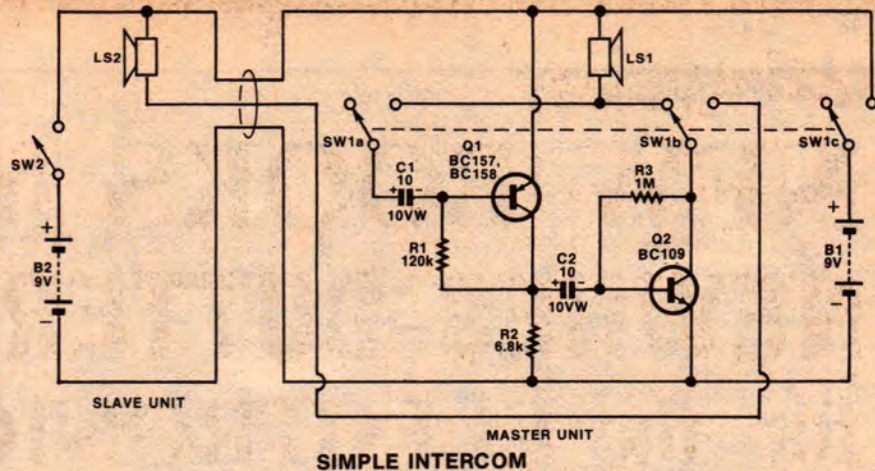 LS2
LS1
SW2
SW1a
SW1b
SW1c
Q1
BC157,
BC158
C1
10
+ -
10VW
R3
1M
R1
120k
C2
10
+ -
10VW
Q2
BC109
R2
6.8k
+
B2
9V
-
+
B1
9V
-
SLAVE UNIT
MASTER UNIT
SIMPLE INTERCOM